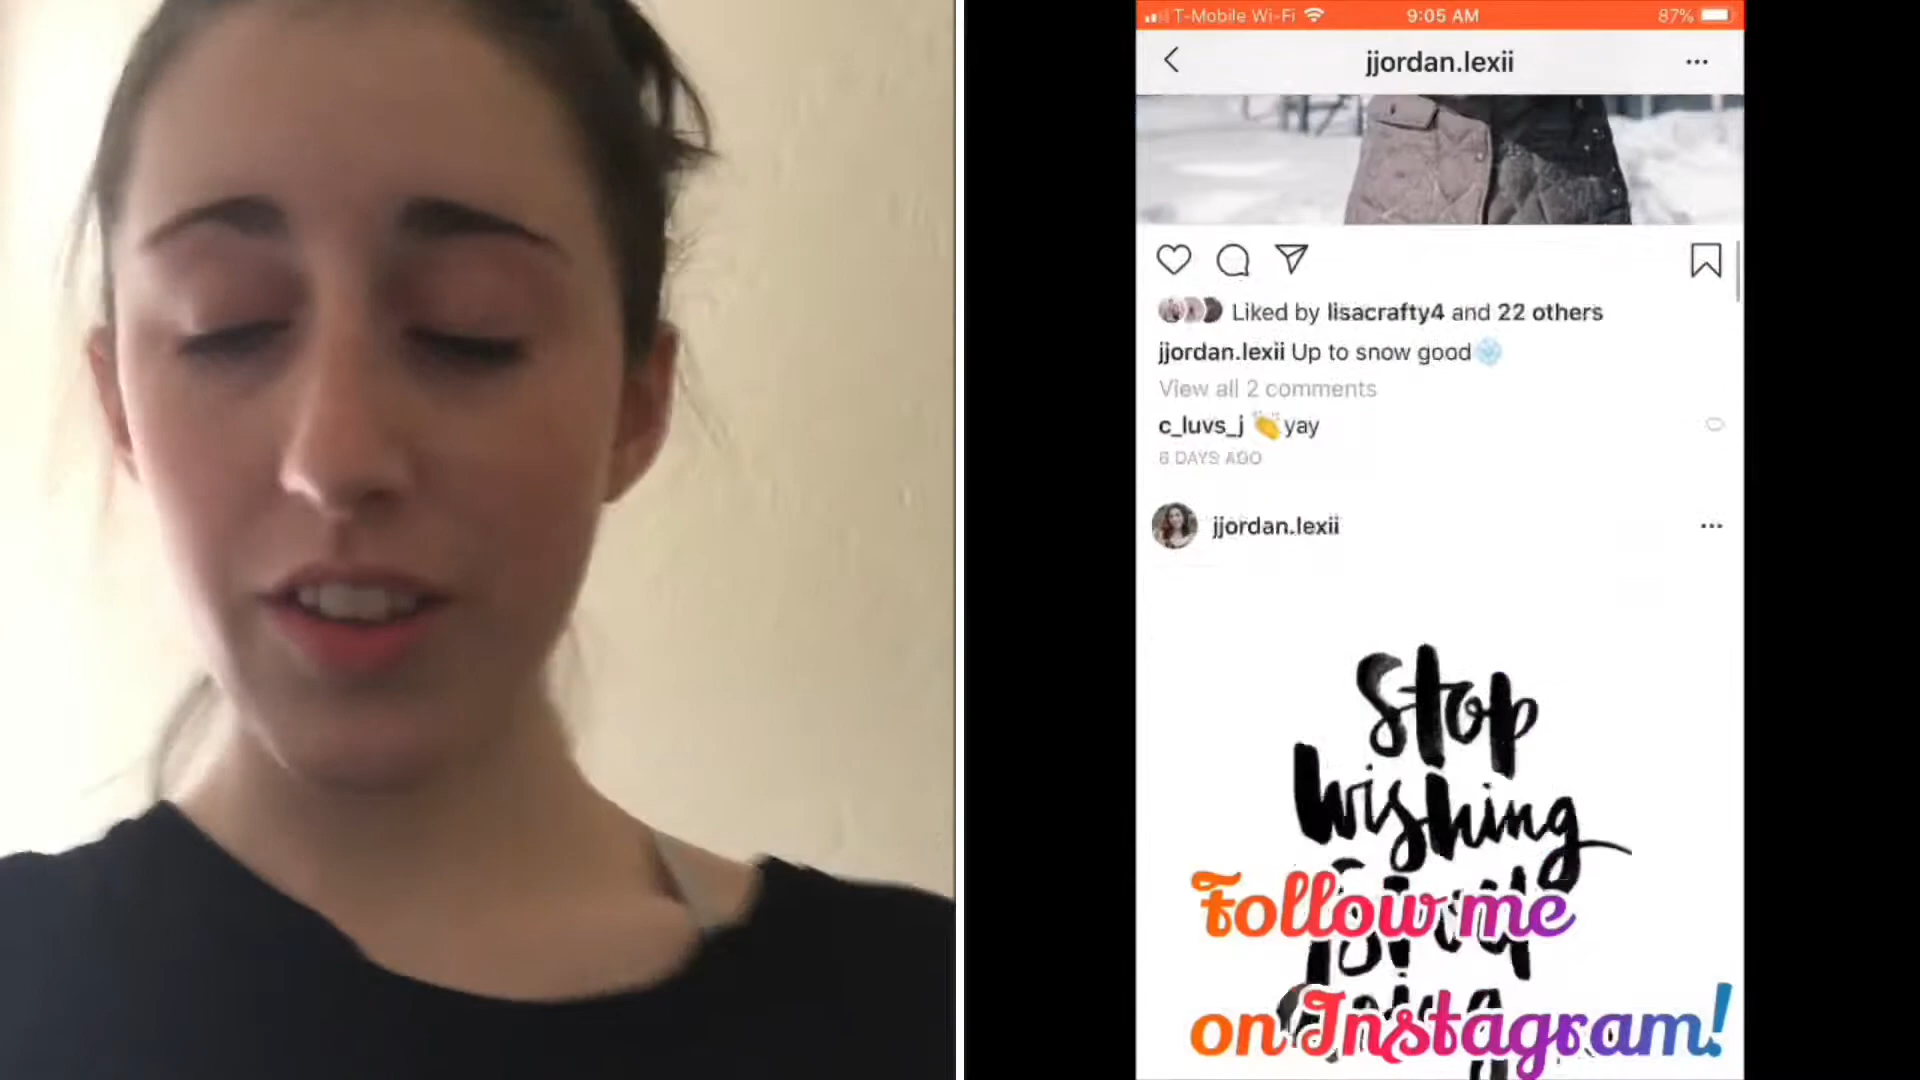 T-Mobile Wi-Fi 9:05 AM 87%
jjordan.lexii
Liked by lisacrafty4 and 22 others
jjordan.lexii Up to snow good
View all 2 comments
c_luvs_j 👏yay
6 DAYS AGO
jjordan.lexii
Stop
wishing
Follow me
on Instagram!